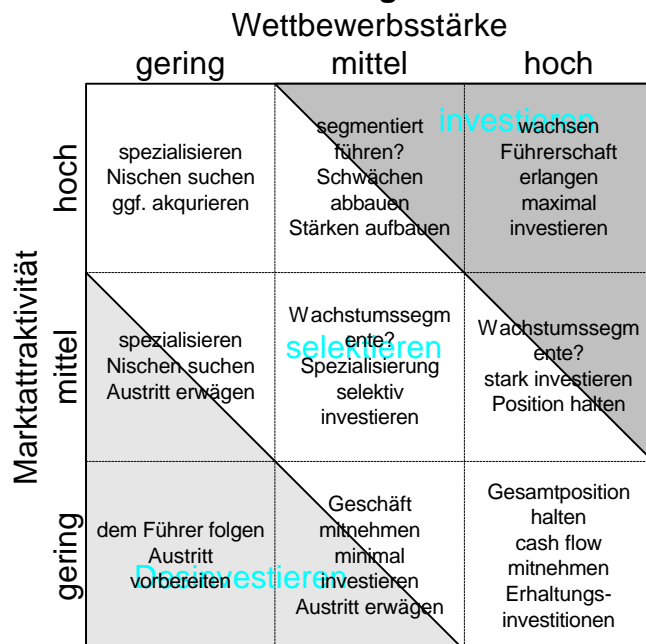 Wettbewerbsstärke
gering mittel hoch
Marktattraktivität
hoch
spezialisieren
Nischen suchen
ggf. akqurieren
segmentiert
führen?
Schwächen
abbauen
Stärken aufbauen
investieren
wachsen
Führerschaft
erlangen
maximal
investieren
mittel
spezialisieren
Nischen suchen
Austritt erwägen
Wachstumssegm
ente?
selektieren
Spezialisierung
selektiv
investieren
Wachstumssegm
ente?
stark investieren
Position halten
gering
dem Führer folgen
Austritt
vorbereiten
Desinvestieren
Geschäft
mitnehmen
minimal
investieren
Austritt erwägen
Gesamtposition
halten
cash flow
mitnehmen
Erhaltungs-
investitionen